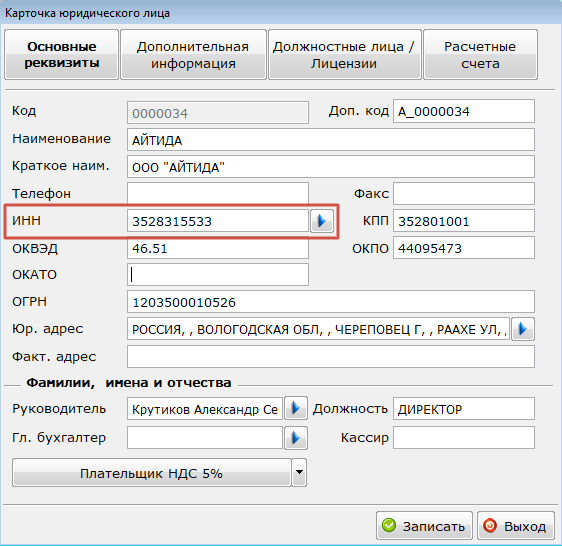 Карточка юридического лица
Основные реквизиты
Дополнительная информация
Должностные лица / Лицензии
Расчетные счета
Код 0000034 Доп. код A_0000034
Наименование АЙТИДА
Краткое наим. ООО "АЙТИДА"
Телефон Факс
ИНН 3528315533 КПП 352801001
ОКВЭД 46.51 ОКПО 44095473
ОКАТО
ОГРН 1203500010526
Юр. адрес РОССИЯ, , ВОЛОГОДСКАЯ ОБЛ, , ЧЕРЕПОВЕЦ Г, , РААХЕ УЛ,
Факт. адрес
Фамилии, имена и отчества
Руководитель Крутиков Александр Се Должность ДИРЕКТОР
Гл. бухгалтер Кассир
Плательщик НДС 5%
Записать Выход